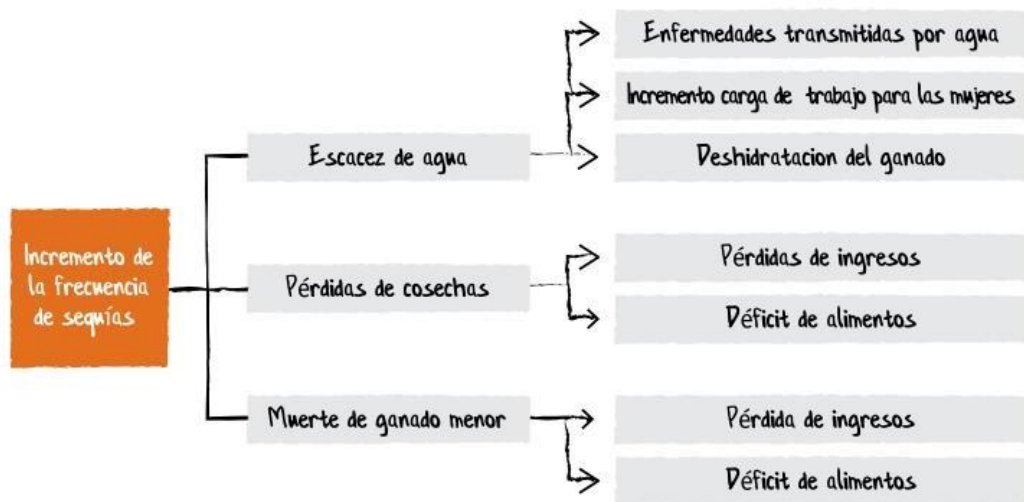 Incremento de
la frecuencia
de sequías
Escacez de agua
Enfermedades transmitidas por agua
Incremento carga de trabajo para las mujeres
Deshidratacion del ganado
Pérdidas de cosechas
Pérdidas de ingresos
Déficit de alimentos
Muerte de ganado menor
Pérdida de ingresos
Déficit de alimentos